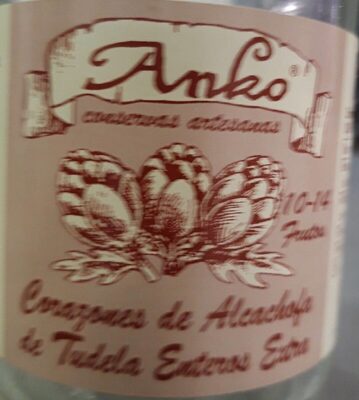 Anko®
conservas artesanas
10-14
Frutos
Corazones de Alcachofa
de Tudela Enteros Extra